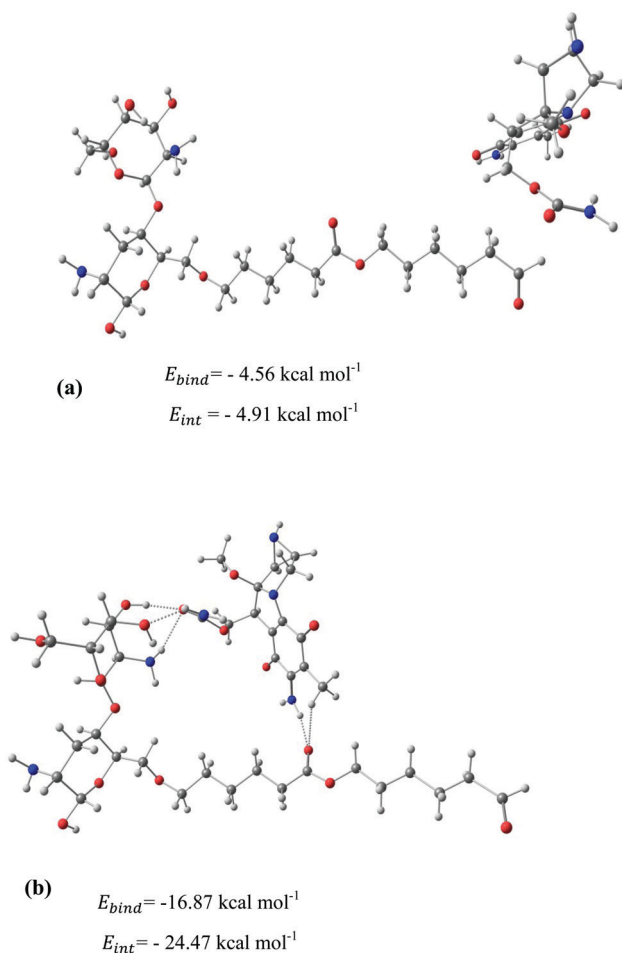 E_bind= - 4.56 kcal mol⁻¹
(a)
E_int = - 4.91 kcal mol⁻¹
(b)
E_bind= -16.87 kcal mol⁻¹
E_int= - 24.47 kcal mol⁻¹